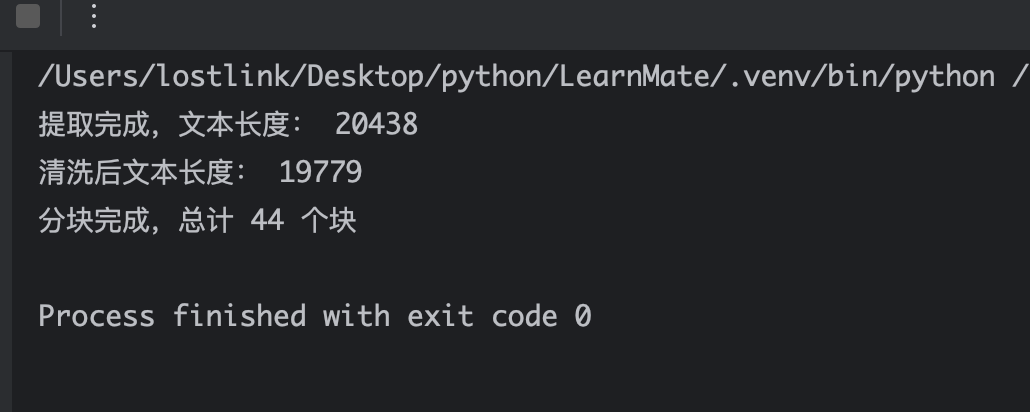 /Users/lostlink/Desktop/python/LearnMate/.venv/bin/python /
提取完成，文本长度： 20438
清洗后文本长度： 19779
分块完成，总计 44 个块
Process finished with exit code 0